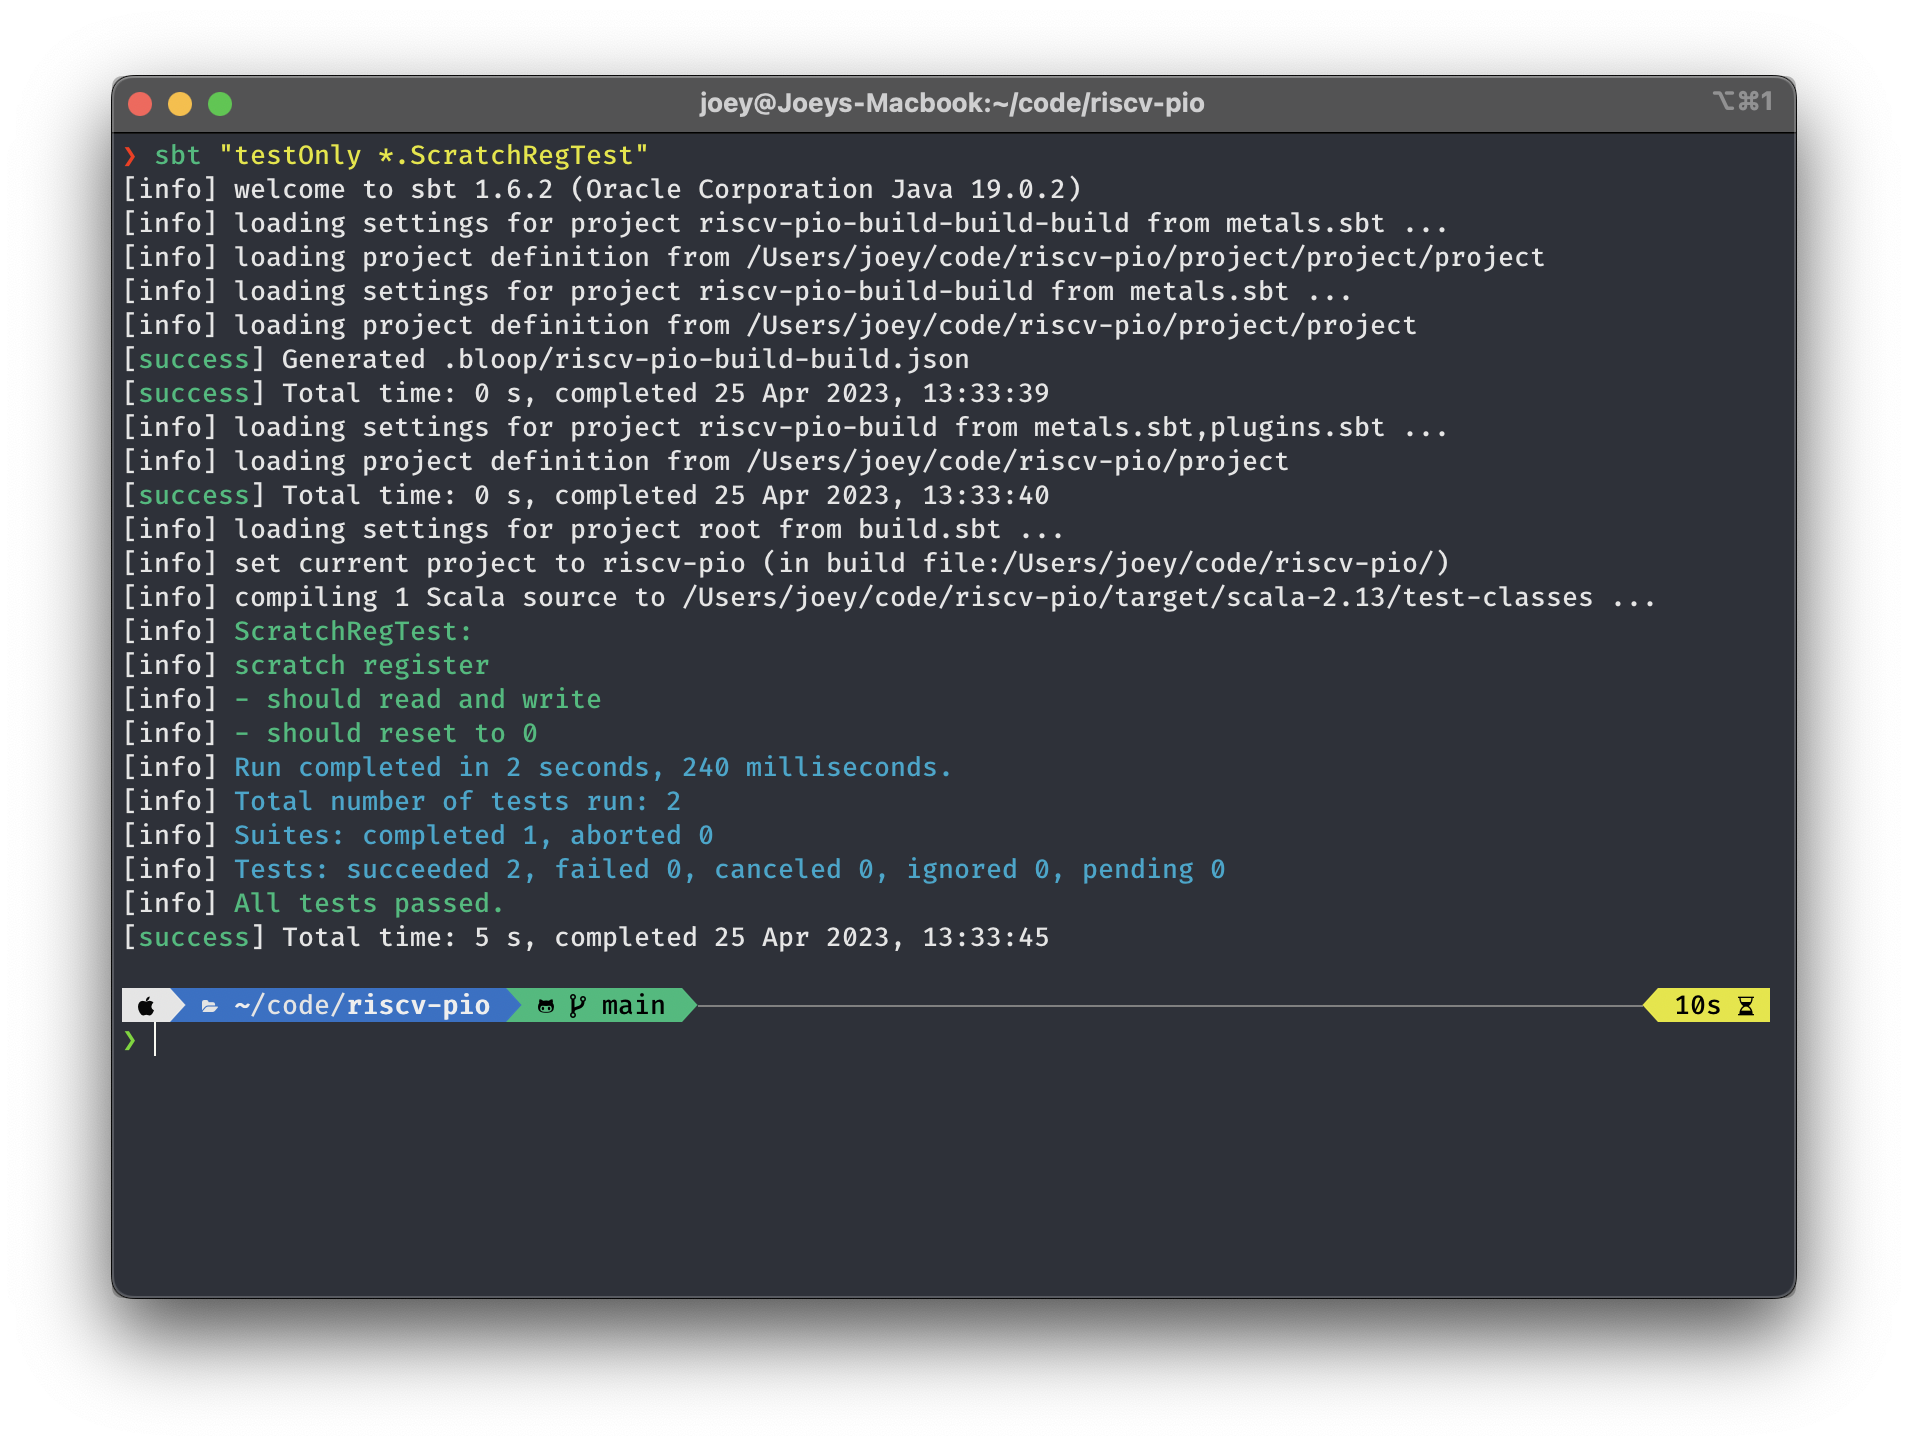 joey@Joeys-Macbook:~/code/riscv-pio ⌥⌘1
❯ sbt "testOnly *.ScratchRegTest"
[info] welcome to sbt 1.6.2 (Oracle Corporation Java 19.0.2)
[info] loading settings for project riscv-pio-build-build-build from metals.sbt ...
[info] loading project definition from /Users/joey/code/riscv-pio/project/project/project
[info] loading settings for project riscv-pio-build-build from metals.sbt ...
[info] loading project definition from /Users/joey/code/riscv-pio/project/project
[success] Generated .bloop/riscv-pio-build-build.json
[success] Total time: 0 s, completed 25 Apr 2023, 13:33:39
[info] loading settings for project riscv-pio-build from metals.sbt,plugins.sbt ...
[info] loading project definition from /Users/joey/code/riscv-pio/project
[success] Total time: 0 s, completed 25 Apr 2023, 13:33:40
[info] loading settings for project root from build.sbt ...
[info] set current project to riscv-pio (in build file:/Users/joey/code/riscv-pio/)
[info] compiling 1 Scala source to /Users/joey/code/riscv-pio/target/scala-2.13/test-classes ...
[info] ScratchRegTest:
[info] scratch register
[info] - should read and write
[info] - should reset to 0
[info] Run completed in 2 seconds, 240 milliseconds.
[info] Total number of tests run: 2
[info] Suites: completed 1, aborted 0
[info] Tests: succeeded 2, failed 0, canceled 0, ignored 0, pending 0
[info] All tests passed.
[success] Total time: 5 s, completed 25 Apr 2023, 13:33:45
~/code/riscv-pio main 10s
❯